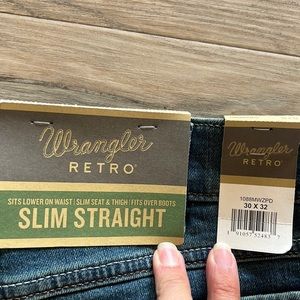 Wrangler
RETRO
SITS LOWER ON WAIST | SLIM SEAT & THIGH | FITS OVER BOOTS
SLIM STRAIGHT
Wrangler
RETRO
1088MWZPD
30 X 32